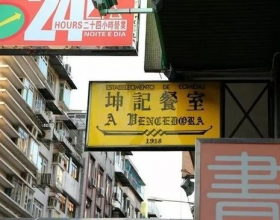 24
HOURS 二十四小時營業
NOITE E DIA
ESTABELECIMENTO DE COMIDAS
坤記餐室
A VENCEDORA
1918
書